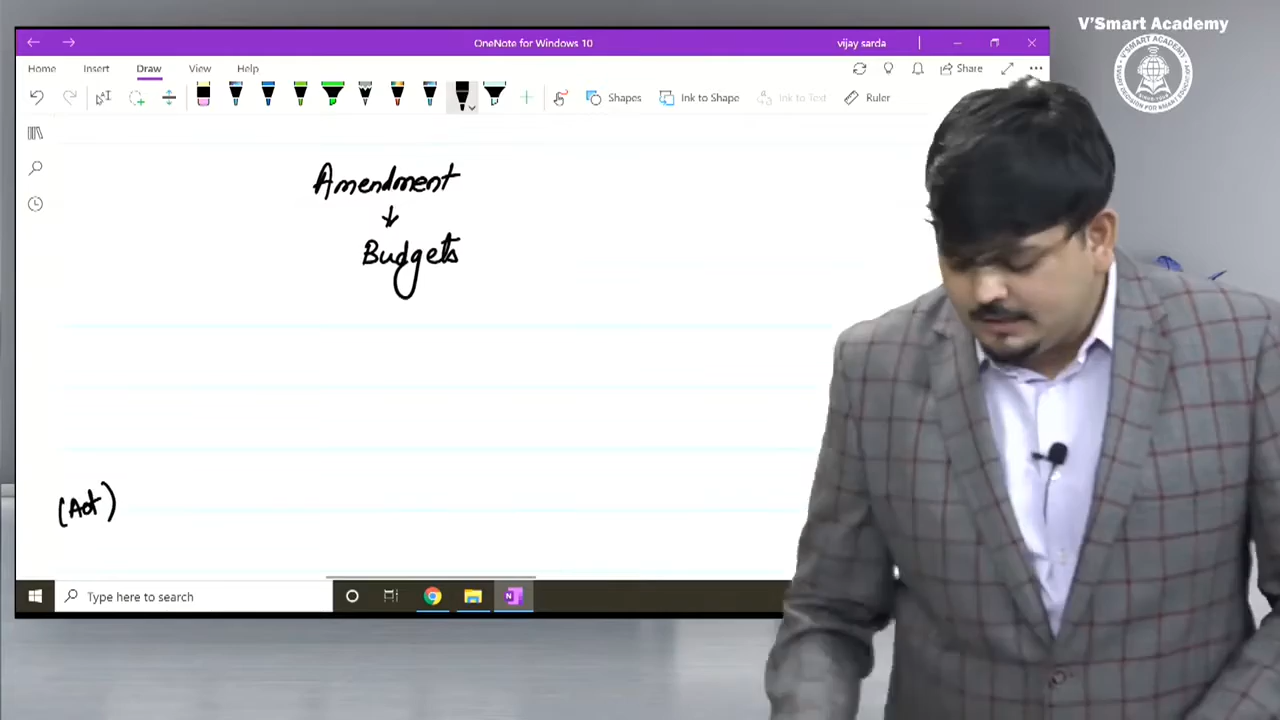 V'Smart Academy
OneNote for Windows 10
vijay sarda
Home Insert Draw View Help
Share
Shapes Ink to Shape Ink to Text Ruler
Amendment
Budgets
(Act)
Type here to search